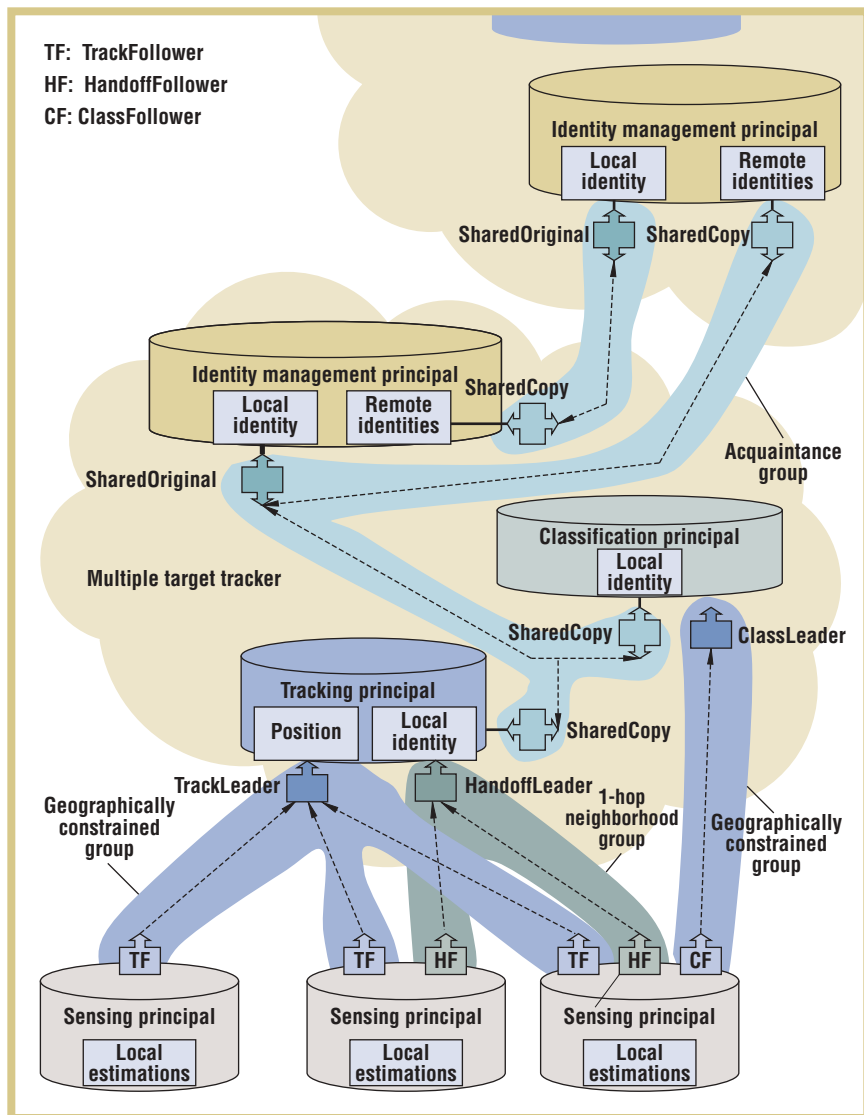 TF: TrackFollower
HF: HandoffFollower
CF: ClassFollower
Identity management principal
Local
identity
Remote
identities
SharedOriginal
SharedCopy
Identity management principal
Local
identity
Remote
identities
SharedCopy
SharedOriginal
Acquaintance
group
Multiple target tracker
Classification principal
Local
identity
SharedCopy
ClassLeader
Tracking principal
Position
Local
identity
SharedCopy
TrackLeader
HandoffLeader
Geographically
constrained
group
1-hop
neighborhood
group
Geographically
constrained
group
TF
TF
HF
TF
HF
CF
Sensing principal
Local
estimations
Sensing principal
Local
estimations
Sensing principal
Local
estimations